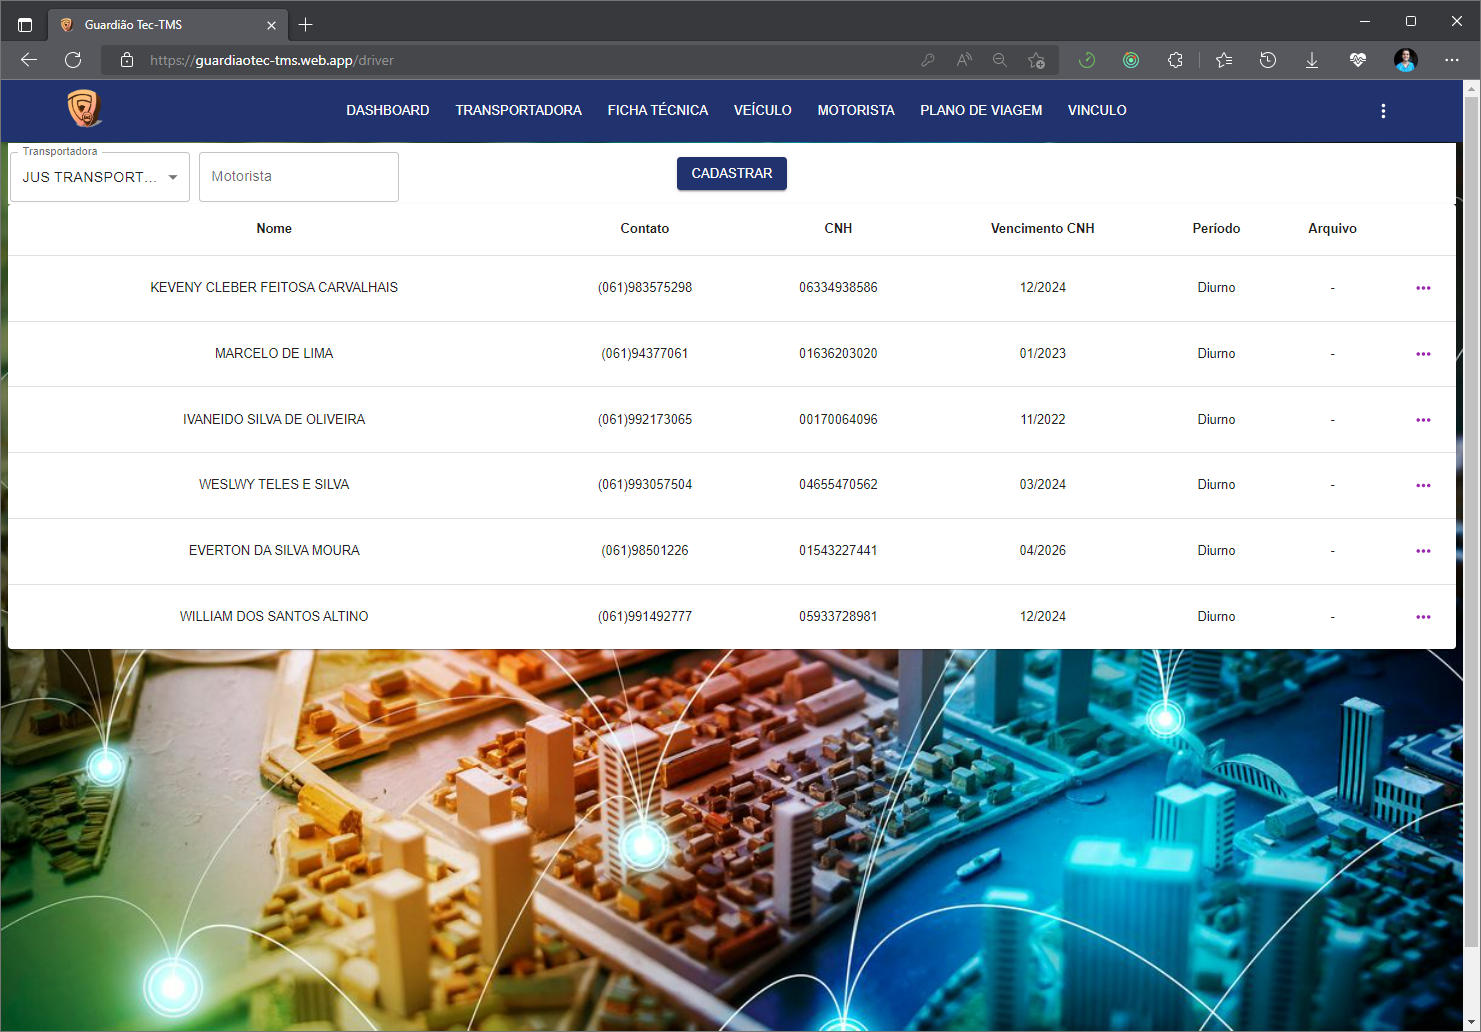 Guardião Tec-TMS
https://guardiaotec-tms.web.app/driver
DASHBOARD TRANSPORTADORA FICHA TÉCNICA VEÍCULO MOTORISTA PLANO DE VIAGEM VINCULO
Transportadora
JUS TRANSPORT... Motorista CADASTRAR
Nome Contato CNH Vencimento CNH Período Arquivo
KEVENY CLEBER FEITOSA CARVALHAIS (061)983575298 06334938586 12/2024 Diurno -
MARCELO DE LIMA (061)94377061 01636203020 01/2023 Diurno -
IVANEIDO SILVA DE OLIVEIRA (061)992173065 00170064096 11/2022 Diurno -
WESLWY TELES E SILVA (061)993057504 04655470562 03/2024 Diurno -
EVERTON DA SILVA MOURA (061)98501226 01543227441 04/2026 Diurno -
WILLIAM DOS SANTOS ALTINO (061)991492777 05933728981 12/2024 Diurno -